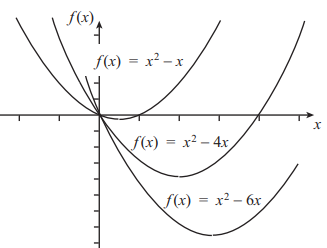 f(x)
f(x) = x² – x
x
f(x) = x² – 4x
f(x) = x² – 6x